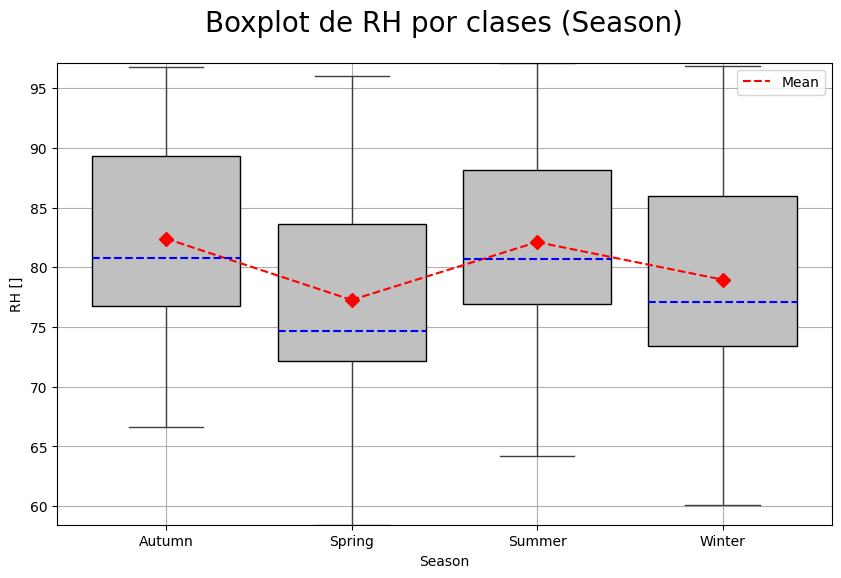 Boxplot de RH por clases (Season)
Mean
95
90
85
80
75
70
65
60
RH []
Autumn Spring Summer Winter
Season